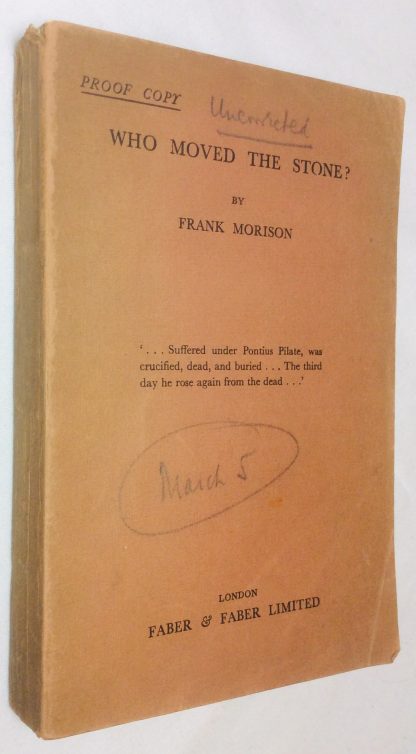 PROOF COPY
Uncorrected
WHO MOVED THE STONE?
BY
FRANK MORISON
‘. . . Suffered under Pontius Pilate, was
crucified, dead, and buried . . . The third
day he rose again from the dead . . .’
March 5
LONDON
FABER & FABER LIMITED